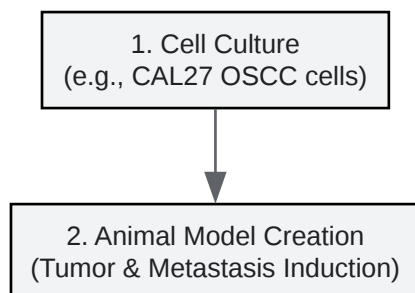 1. Cell Culture
(e.g., CAL27 OSCC cells)
2. Animal Model Creation
(Tumor & Metastasis Induction)